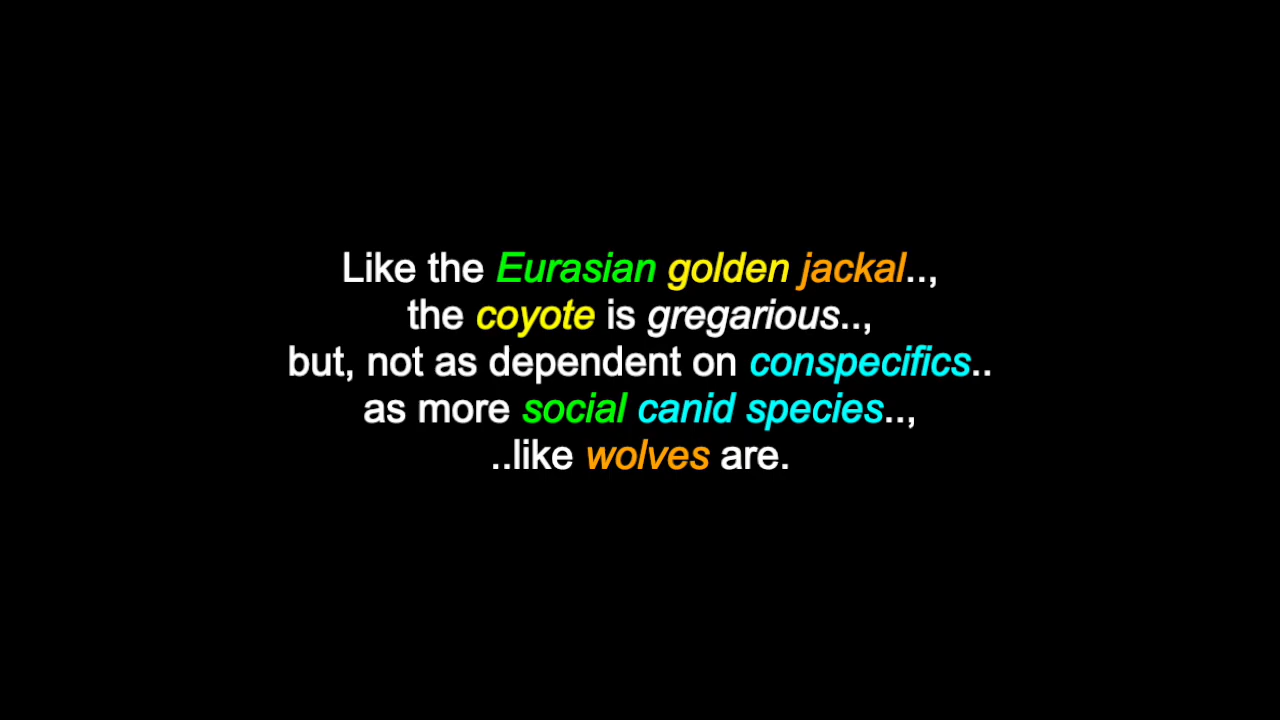 Like the Eurasian golden jackal..,
the coyote is gregarious..,
but, not as dependent on conspecifics..
as more social canid species..,
..like wolves are.